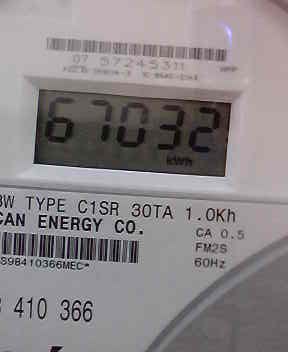 07 57245311
67032
kWh
3W TYPE C1SR 30TA 1.0Kh
CAN ENERGY CO.
CA 0.5
FM2S
S98410366MEC*
60Hz
410 366